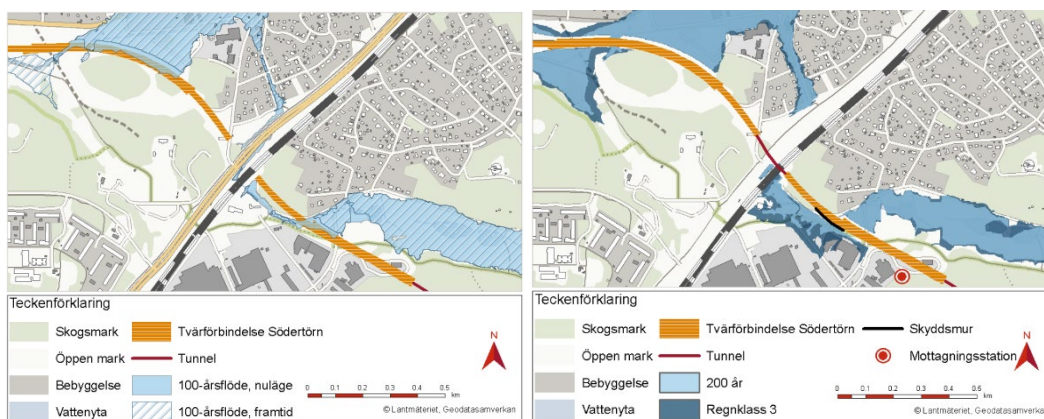 Teckenförklaring
Skogsmark
Tvärförbindelse Södertörn
N
Öppen mark
Tunnel
Bebyggelse
100-årsflöde, nuläge
0 0.1 0.2 0.3 0.4 0.5
km
Vattenyta
100-årsflöde, framtid
© Lantmäteriet, Geodatasamverkan
Teckenförklaring
Skogsmark
Tvärförbindelse Södertörn
Skyddsmur
N
Öppen mark
Tunnel
Mottagningsstation
Bebyggelse
200 år
0 0.1 0.2 0.3 0.4 0.5
km
Vattenyta
Regnklass 3
© Lantmäteriet, Geodatasamverkan